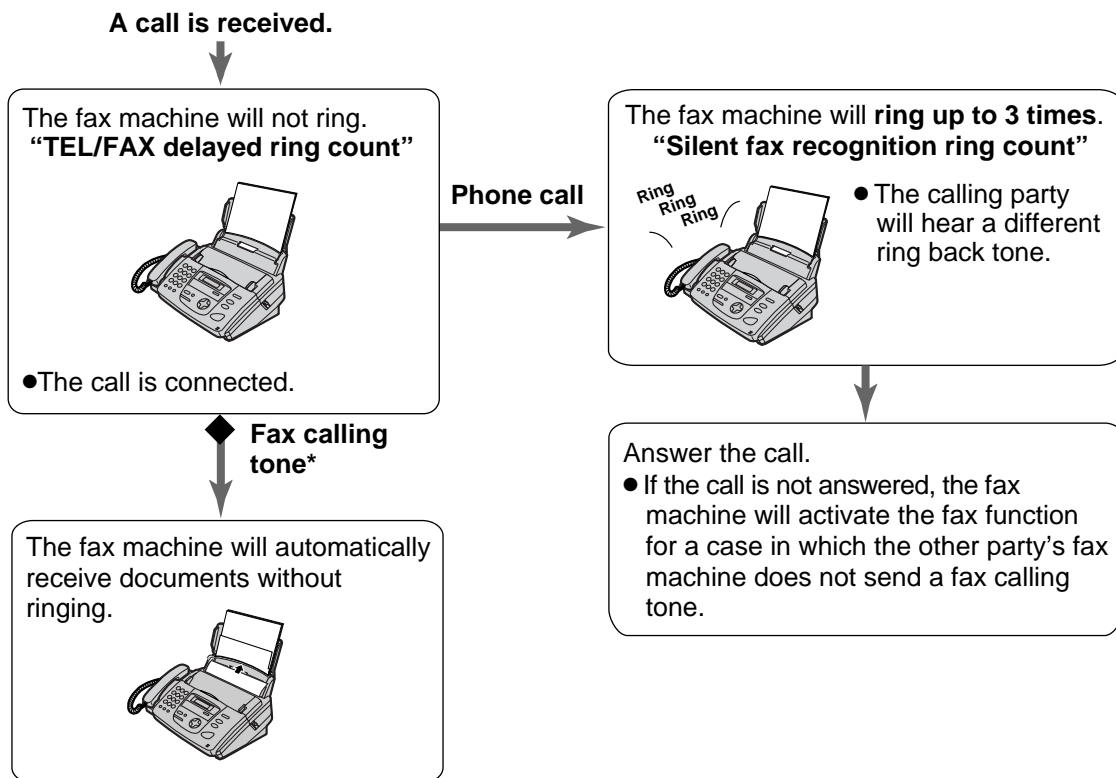 A call is received.
The fax machine will not ring.
“TEL/FAX delayed ring count”
●The call is connected.
Phone call
The fax machine will ring up to 3 times.
“Silent fax recognition ring count”
Ring
Ring
Ring
● The calling party
will hear a different
ring back tone.
Fax calling
tone*
The fax machine will automatically
receive documents without
ringing.
Answer the call.
● If the call is not answered, the fax
machine will activate the fax function
for a case in which the other party’s fax
machine does not send a fax calling
tone.